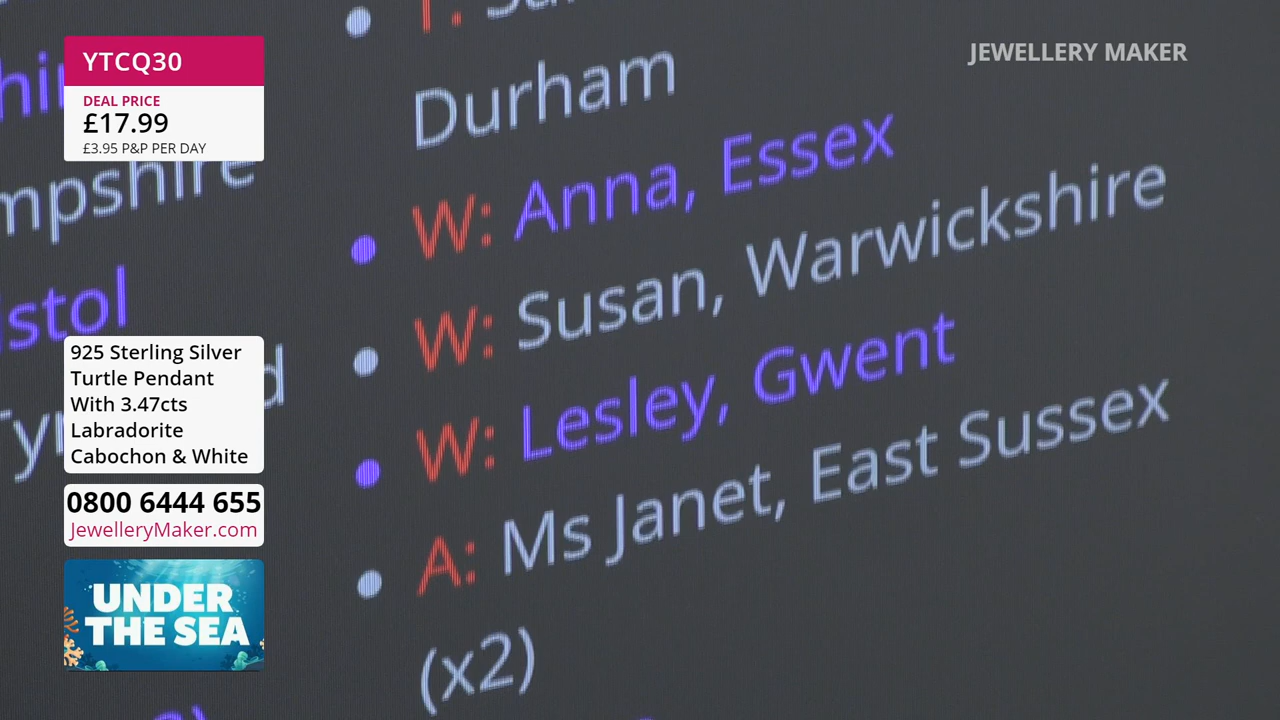 YTCQ30
DEAL PRICE
£17.99
£3.95 P&P PER DAY
JEWELLERY MAKER
Durham
W: Anna, Essex
W: Susan, Warwickshire
W: Lesley, Gwent
A: Ms Janet, East Sussex
(x2)
925 Sterling Silver
Turtle Pendant
With 3.47cts
Labradorite
Cabochon & White
0800 6444 655
JewelleryMaker.com
UNDER
THE SEA